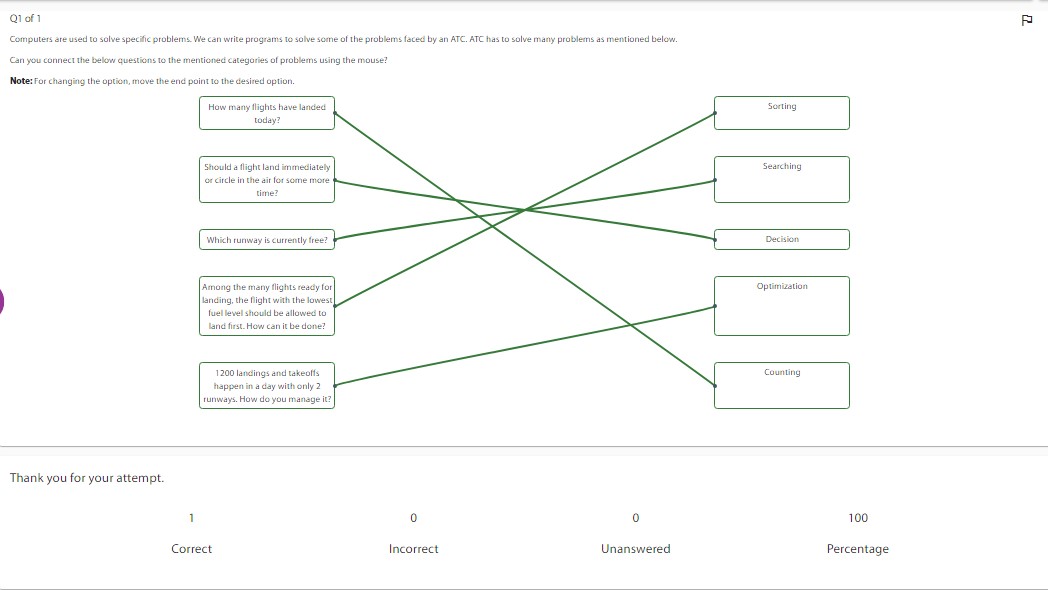 Q1 of 1
Computers are used to solve specific problems. We can write programs to solve some of the problems faced by an ATC. ATC has to solve many problems as mentioned below.
Can you connect the below questions to the mentioned categories of problems using the mouse?
Note: For changing the option, move the end point to the desired option.
How many flights have landed
today?
Sorting
Should a flight land immediately
or circle in the air for some more
time?
Searching
Which runway is currently free?
Decision
Among the many flights ready for
landing, the flight with the lowest
fuel level should be allowed to
land first. How can it be done?
Optimization
1200 landings and takeoffs
happen in a day with only 2
runways. How do you manage it?
Counting
Thank you for your attempt.
1 0 0 100
Correct Incorrect Unanswered Percentage